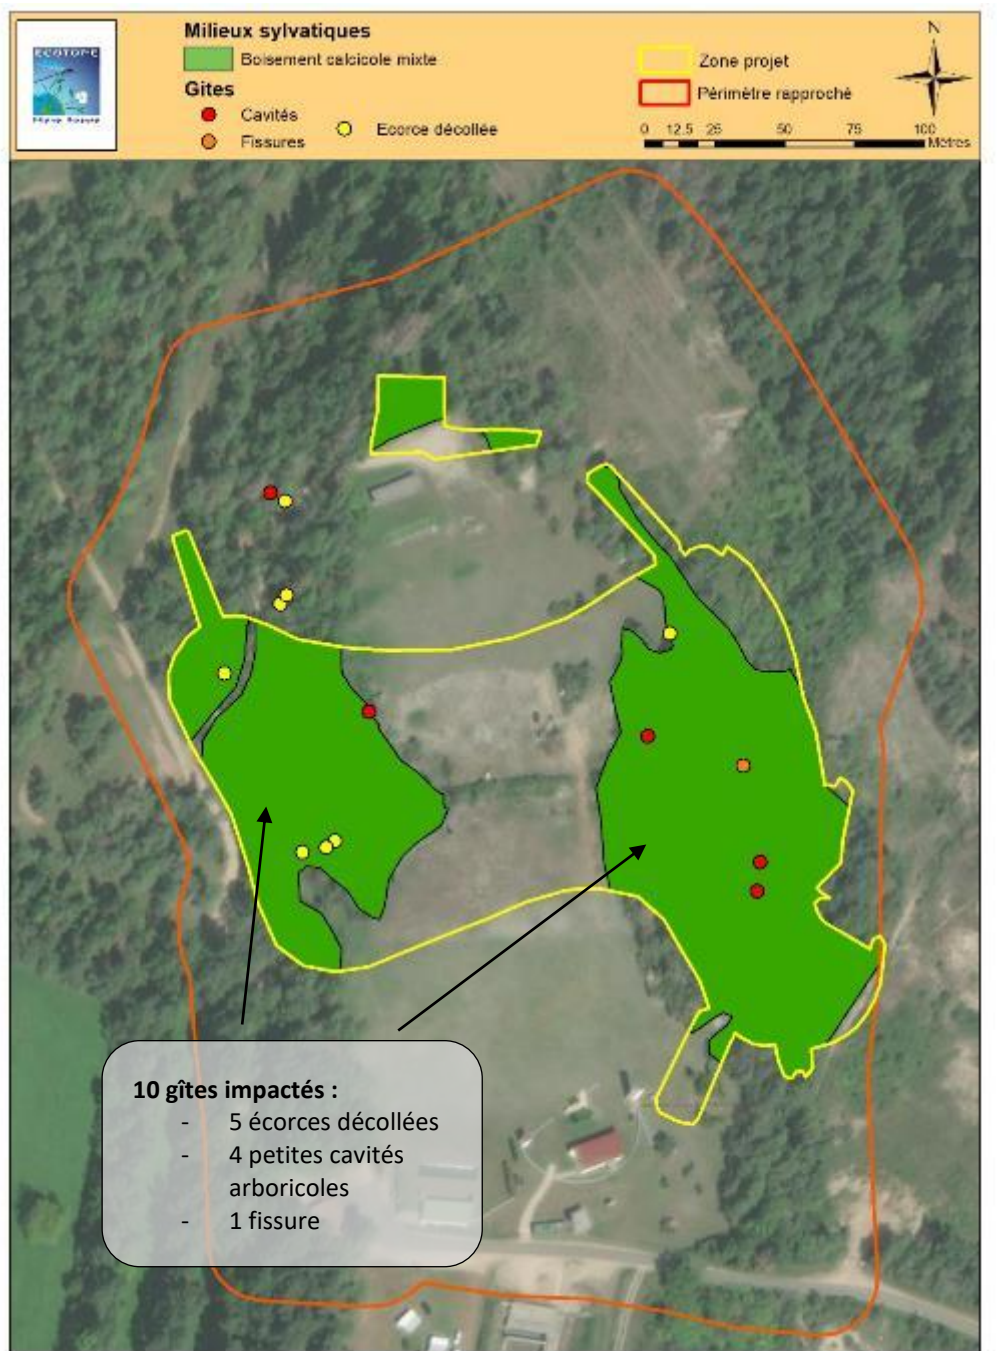 ECOTOPE
Milieux sylvatiques
Boisement calcicole mixte
Gites
Cavités
Fissures
Ecorce décollée
Zone projet
Périmètre rapproché
N
0 12.5 25 50 75 100
Mètres
10 gîtes impactés :
- 5 écorces décollées
- 4 petites cavités
arboricoles
- 1 fissure